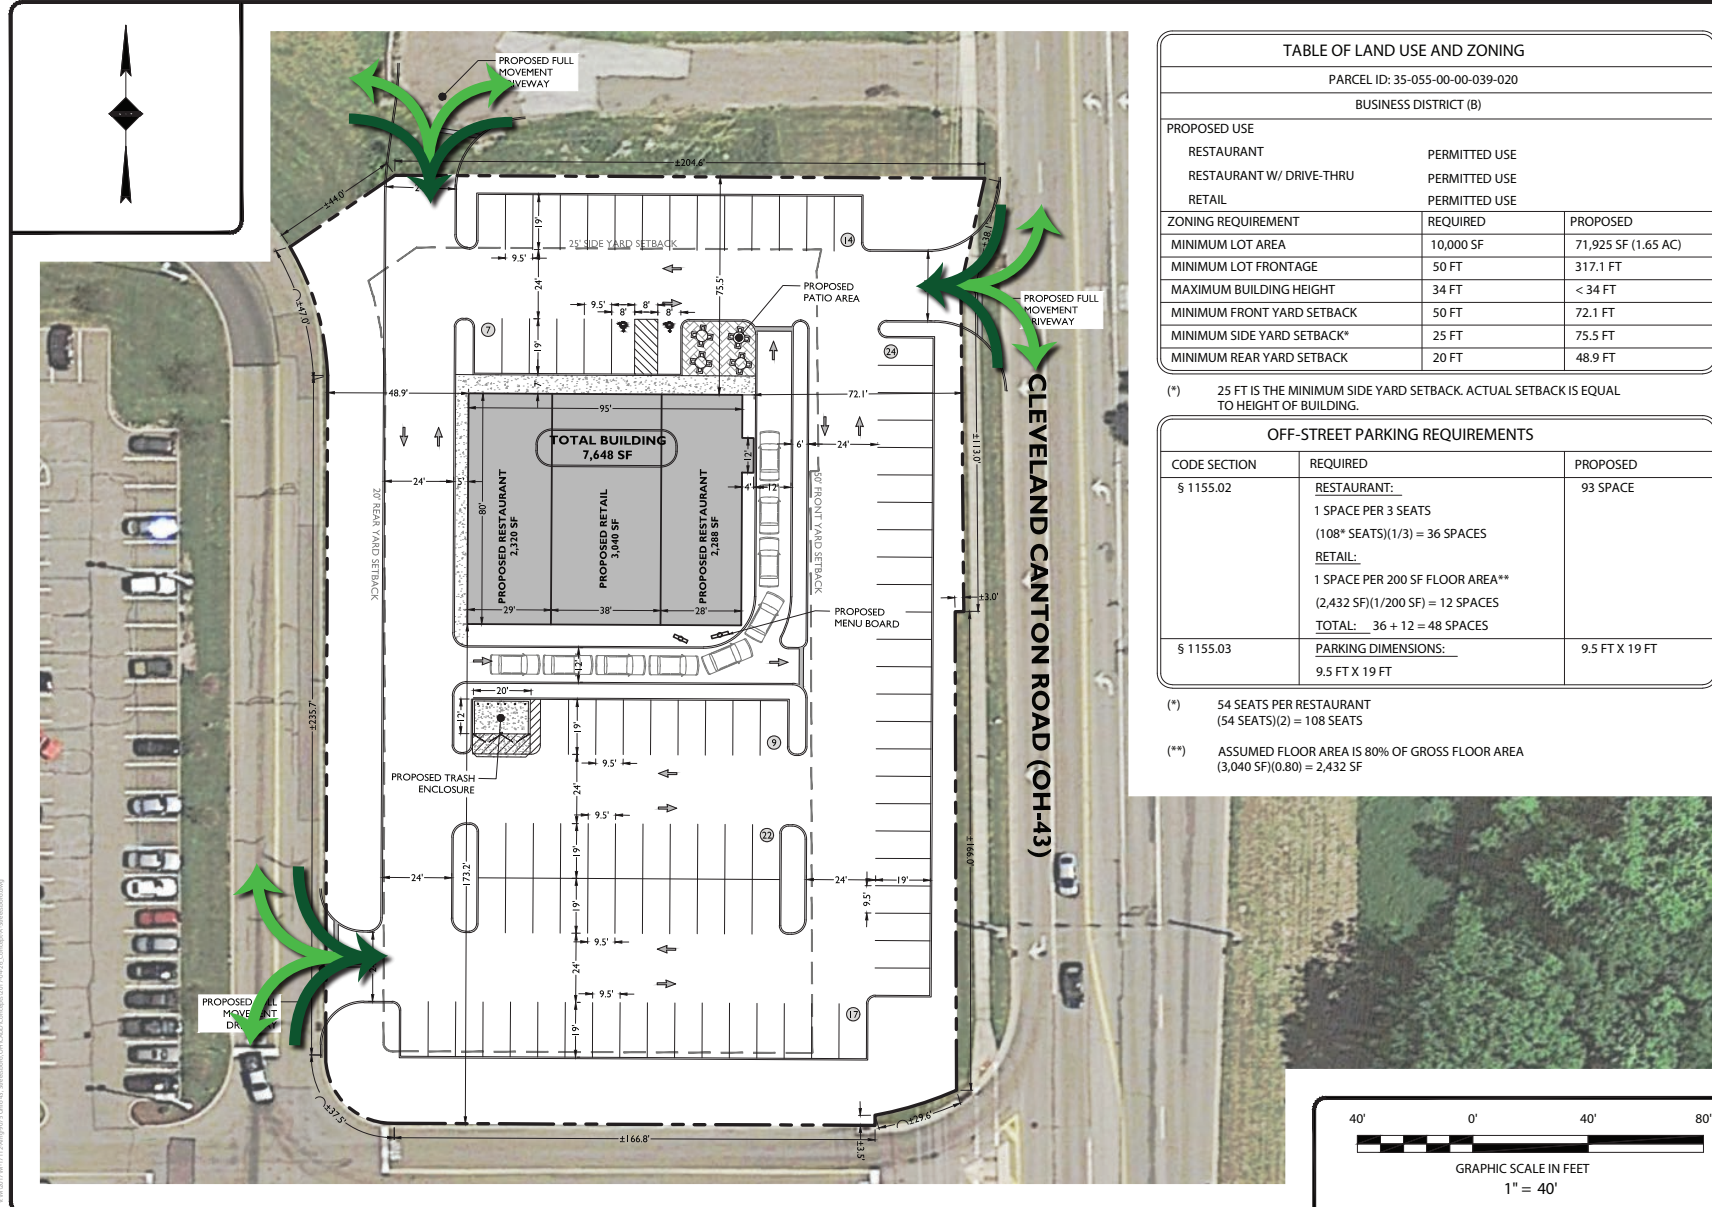 TABLE OF LAND USE AND ZONING
PARCEL ID: 35-055-00-00-039-020
BUSINESS DISTRICT (B)
PROPOSED USE
RESTAURANT PERMITTED USE
RESTAURANT W/ DRIVE-THRU PERMITTED USE
RETAIL PERMITTED USE
ZONING REQUIREMENT REQUIRED PROPOSED
MINIMUM LOT AREA 10,000 SF 71,925 SF (1.65 AC)
MINIMUM LOT FRONTAGE 50 FT 317.1 FT
MAXIMUM BUILDING HEIGHT 34 FT < 34 FT
MINIMUM FRONT YARD SETBACK 50 FT 72.1 FT
MINIMUM SIDE YARD SETBACK* 25 FT 75.5 FT
MINIMUM REAR YARD SETBACK 20 FT 48.9 FT
(*) 25 FT IS THE MINIMUM SIDE YARD SETBACK. ACTUAL SETBACK IS EQUAL
TO HEIGHT OF BUILDING.
OFF-STREET PARKING REQUIREMENTS
CODE SECTION REQUIRED PROPOSED
§ 1155.02 RESTAURANT: 93 SPACE
1 SPACE PER 3 SEATS
(108* SEATS)(1/3) = 36 SPACES
RETAIL:
1 SPACE PER 200 SF FLOOR AREA**
(2,432 SF)(1/200 SF) = 12 SPACES
TOTAL: 36 + 12 = 48 SPACES
§ 1155.03 PARKING DIMENSIONS: 9.5 FT X 19 FT
9.5 FT X 19 FT
(*) 54 SEATS PER RESTAURANT
(54 SEATS)(2) = 108 SEATS
(**) ASSUMED FLOOR AREA IS 80% OF GROSS FLOOR AREA
(3,040 SF)(0.80) = 2,432 SF
PROPOSED FULL
MOVEMENT
±204.6'
±44.0'
±38.1'
19'
14
25' SIDE YARD SETBACK
9.5'
24'
75.5'
±47.0'
PROPOSED
PATIO AREA
PROPOSED FULL
MOVEMENT
9.5'
8'
8'
8'
7
19'
24
7'
48.9'
72.1'
95'
TOTAL BUILDING
7,648 SF
12'
6'
24'
±113.0'
24'
5'
4'
12'
80'
20' REAR YARD SETBACK
PROPOSED RESTAURANT
2,320 SF
PROPOSED RETAIL
3,040 SF
PROPOSED RESTAURANT
2,288 SF
50' FRONT YARD SETBACK
CLEVELAND CANTON ROAD (OH-43)
29'
38'
28'
PROPOSED
MENU BOARD
±3.0'
12'
20'
12'
19'
9
9.5'
±235.7'
PROPOSED TRASH
ENCLOSURE
24'
9.5'
22
19'
±166.0'
24'
173.2'
24'
19'
19'
9.5'
9.5'
24'
9.5'
17
19'
PROPOSED
MOVEMENT
±37.5'
±166.8'
±29.6'
±3.5'
40' 0' 40' 80'
GRAPHIC SCALE IN FEET
1" = 40'